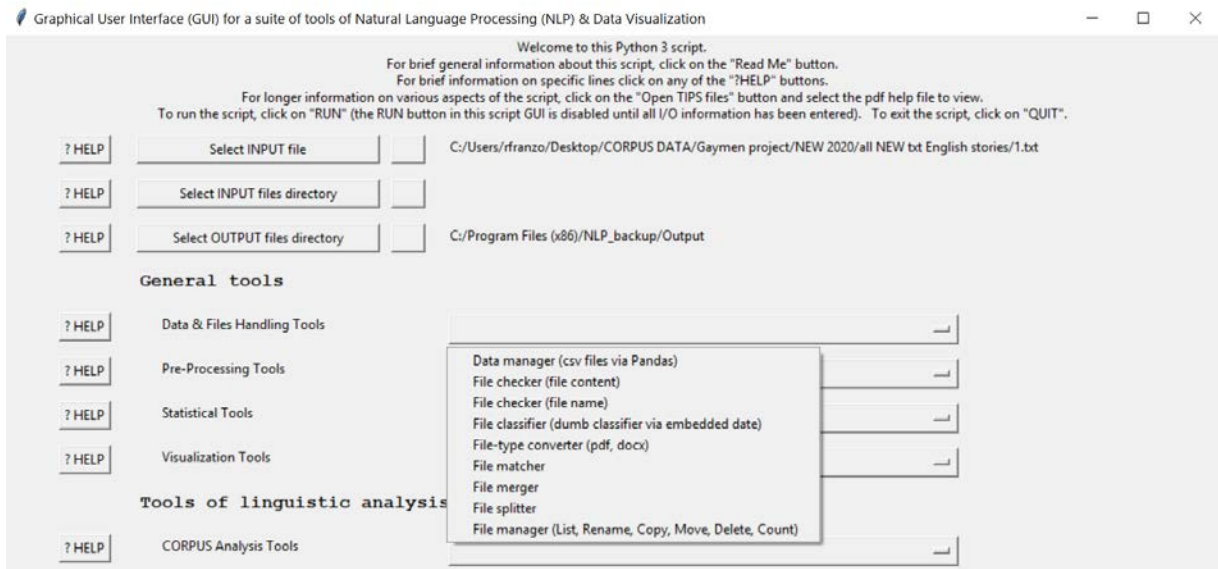 Graphical User Interface (GUI) for a suite of tools of Natural Language Processing (NLP) & Data Visualization
Welcome to this Python 3 script.
For brief general information about this script, click on the "Read Me" button.
For brief information on specific lines click on any of the "?HELP" buttons.
For longer information on various aspects of the script, click on the "Open TIPS files" button and select the pdf help file to view.
To run the script, click on "RUN" (the RUN button in this script GUI is disabled until all I/O information has been entered). To exit the script, click on "QUIT".
? HELP Select INPUT file C:/Users/rfranzo/Desktop/CORPUS DATA/Gaymen project/NEW 2020/all NEW txt English stories/1.txt
? HELP Select INPUT files directory
? HELP Select OUTPUT files directory C:/Program Files (x86)/NLP_backup/Output
General tools
? HELP Data & Files Handling Tools
? HELP Pre-Processing Tools
? HELP Statistical Tools
? HELP Visualization Tools
Data manager (csv files via Pandas)
File checker (file content)
File checker (file name)
File classifier (dumb classifier via embedded date)
File-type converter (pdf, docx)
File matcher
File merger
File splitter
File manager (List, Rename, Copy, Move, Delete, Count)
Tools of linguistic analysis
? HELP CORPUS Analysis Tools